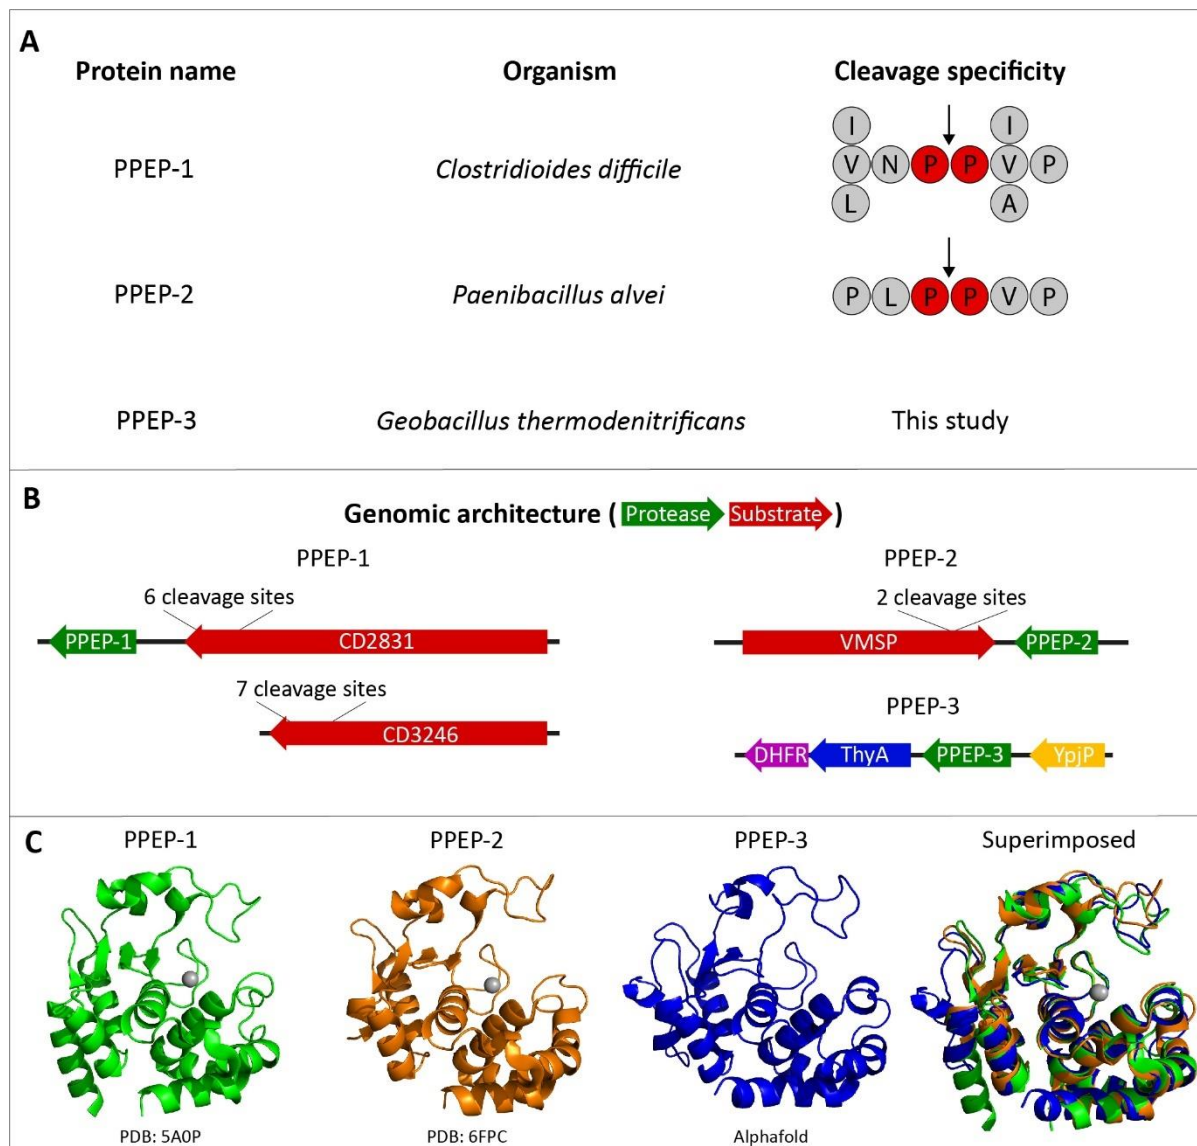 A
Protein name Organism Cleavage specificity
I I
PPEP-1 Clostridioides difficile V N P P V P
L A
PPEP-2 Paenibacillus alvei P L P P V P
PPEP-3 Geobacillus thermodenitrificans This study
B
Genomic architecture ( Protease Substrate )
PPEP-1
6 cleavage sites
PPEP-1 CD2831
7 cleavage sites
CD3246
PPEP-2
2 cleavage sites
VMSP PPEP-2
PPEP-3
DHFR ThyA PPEP-3 YpjP
C
PPEP-1 PPEP-2 PPEP-3 Superimposed
PDB: 5A0P PDB: 6FPC Alphafold